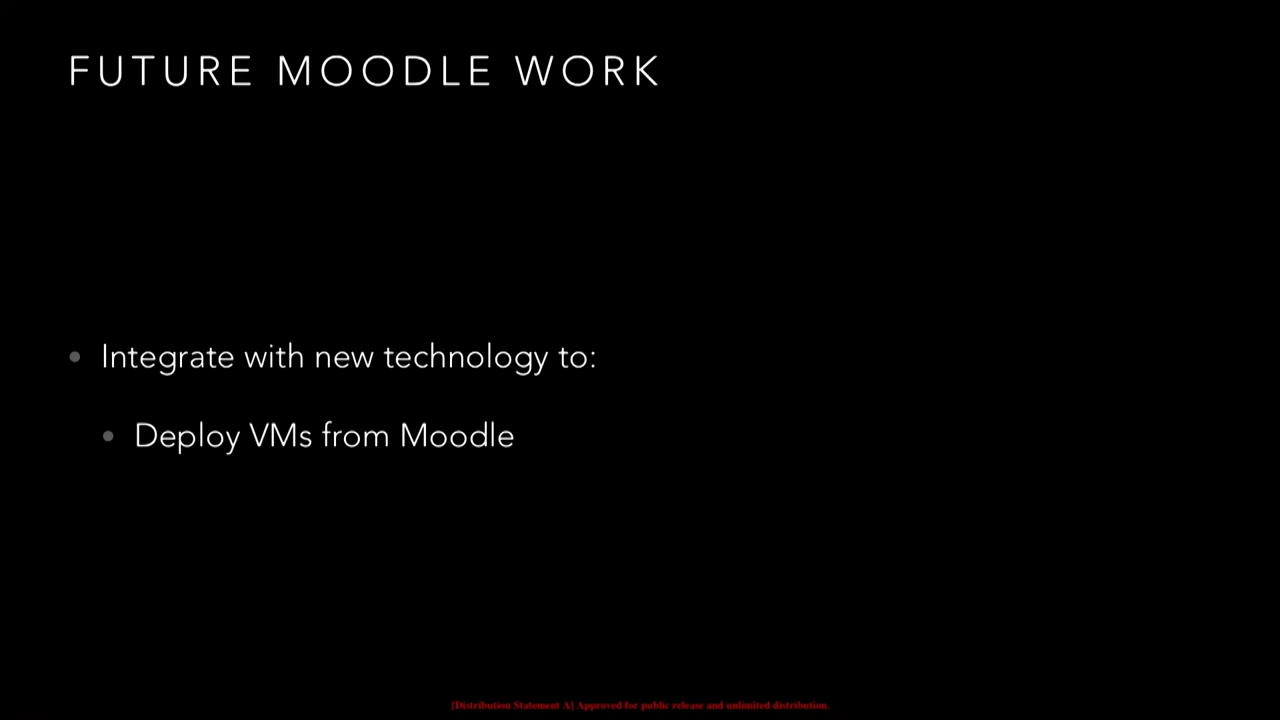 FUTURE MOODLE WORK
• Integrate with new technology to:
• Deploy VMs from Moodle
[Distribution Statement A] Approved for public release and unlimited distribution.